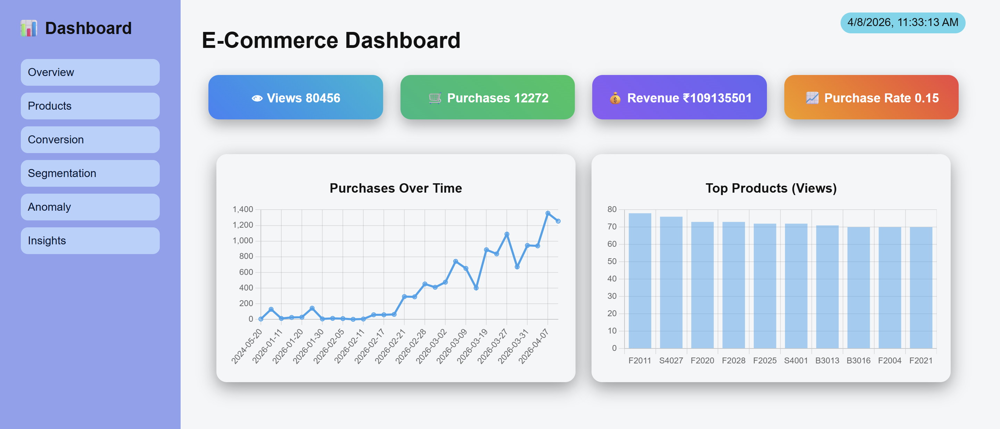 Dashboard
Overview
Products
Conversion
Segmentation
Anomaly
Insights
4/8/2026, 11:33:13 AM
E-Commerce Dashboard
Views 80456
Purchases 12272
Revenue ₹109135501
Purchase Rate 0.15
Purchases Over Time
1,400
1,200
1,000
800
600
400
200
0
2024-05-20
2026-01-11
2026-01-20
2026-01-30
2026-02-05
2026-02-11
2026-02-17
2026-02-21
2026-02-28
2026-03-02
2026-03-09
2026-03-19
2026-03-27
2026-03-31
2026-04-07
Top Products (Views)
80
70
60
50
40
30
20
10
0
F2011 S4027 F2020 F2028 F2025 S4001 B3013 B3016 F2004 F2021